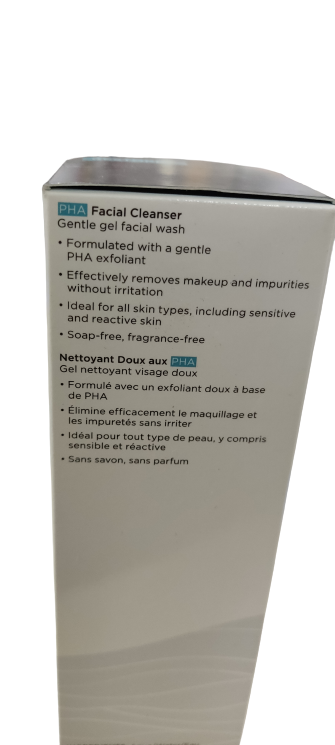 PHA Facial Cleanser
Gentle gel facial wash
• Formulated with a gentle
PHA exfoliant
• Effectively removes makeup and impurities
without irritation
• Ideal for all skin types, including sensitive
and reactive skin
• Soap-free, fragrance-free
Nettoyant Doux aux PHA
Gel nettoyant visage doux
• Formulé avec un exfoliant doux à base
de PHA
• Élimine efficacement le maquillage et
les impuretés sans irriter
• Idéal pour tout type de peau, y compris
sensible et réactive
• Sans savon, sans parfum